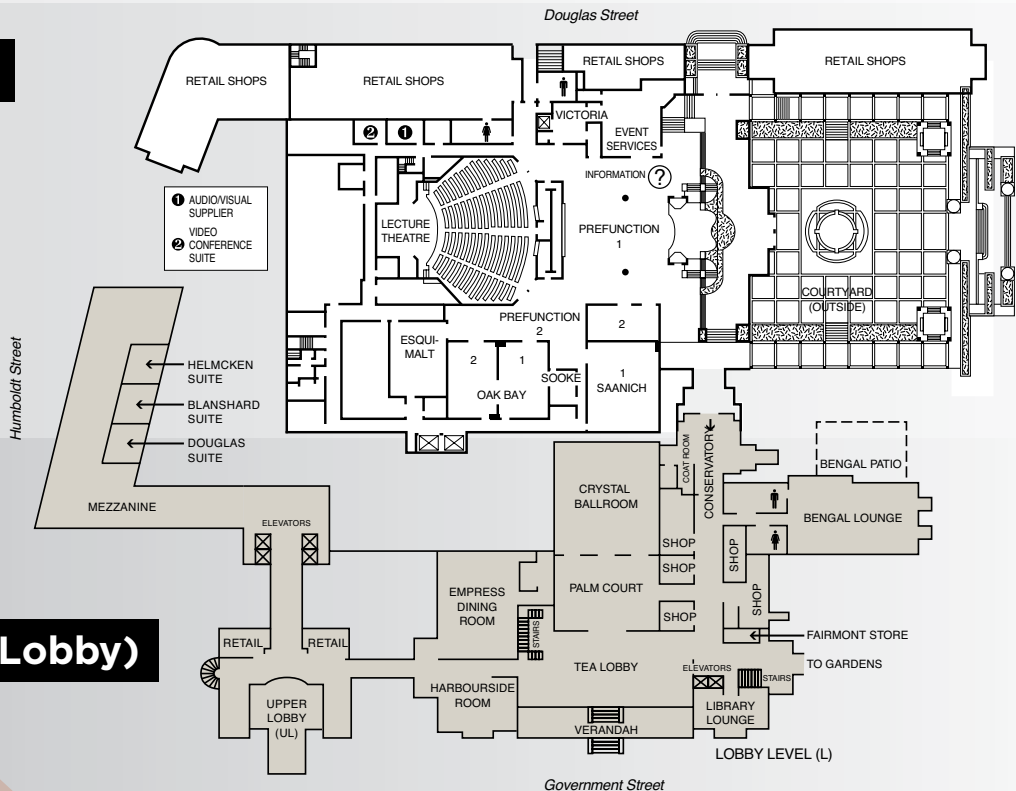 Douglas Street
RETAIL SHOPS
RETAIL SHOPS
RETAIL SHOPS
RETAIL SHOPS
VICTORIA
EVENT
SERVICES
2
1
INFORMATION ?
1 AUDIO/VISUAL
SUPPLIER
2 VIDEO
CONFERENCE
SUITE
LECTURE
THEATRE
PREFUNCTION
1
COURTYARD
(OUTSIDE)
PREFUNCTION
2
ESQUI-
MALT
2
1
OAK BAY
SOOKE
2
1
SAANICH
Humboldt Street
HELMCKEN
SUITE
BLANSHARD
SUITE
DOUGLAS
SUITE
MEZZANINE
ELEVATORS
CRYSTAL
BALLROOM
COAT ROOM
CONSERVATORY
BENGAL PATIO
BENGAL LOUNGE
SHOP
SHOP
SHOP
SHOP
SHOP
EMPRESS
DINING
ROOM
PALM COURT
STAIRS
FAIRMONT STORE
Lobby)
RETAIL
RETAIL
TEA LOBBY
ELEVATORS
STAIRS
TO GARDENS
HARBOURSIDE
ROOM
UPPER
LOBBY
(UL)
VERANDAH
LIBRARY
LOUNGE
LOBBY LEVEL (L)
Government Street